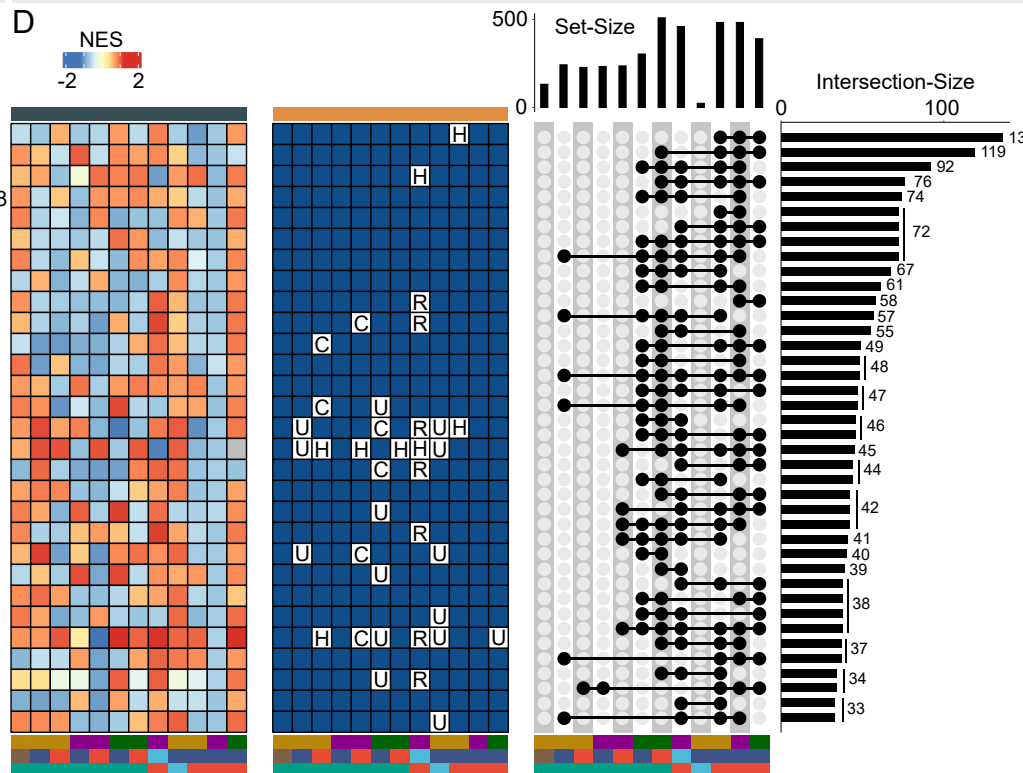 D
NES
-2 2
500
Set-Size
0
Intersection-Size
0 100
H
H
R
C R
C
C U
U C R U H
U H H H H U
C R
U
R
U C U
U
U
H C U R U U
U R
U
119
92
76
74
72
67
61
58
57
55
49
48
47
46
45
44
42
41
40
39
38
37
34
33